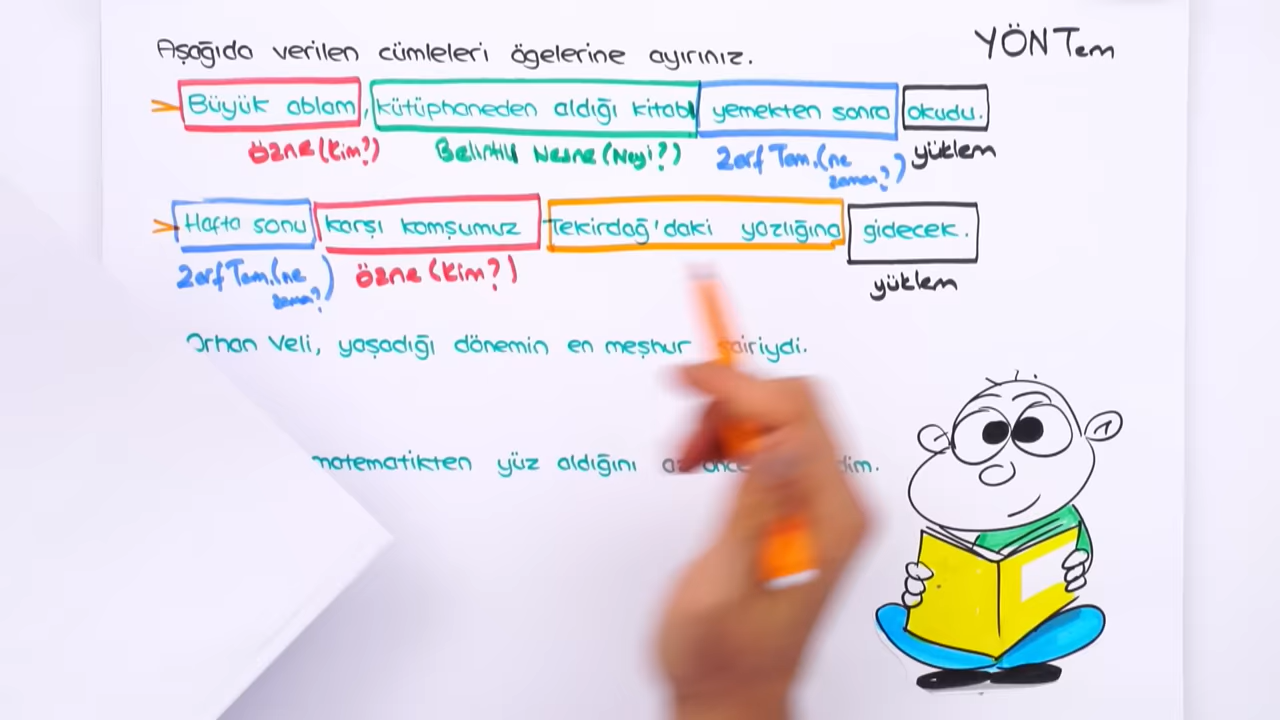 YÖNTem
Aşağıda verilen cümleleri ögelerine ayırınız.
Büyük ablam, kütüphaneden aldığı kitabı yemekten sonra okudu.
Özne (Kim?) Belirtili Nesne (Neyi?) Zarf Tam. (ne zaman?) yüklem
Hafta sonu karşı komşumuz Tekirdağ'daki yazlığına gidecek.
Zarf Tam. (ne zaman?) Özne (Kim?) yüklem
Orhan Veli, yaşadığı dönemin en meşhur şairiydi.
matematikten yüz aldığını az önce